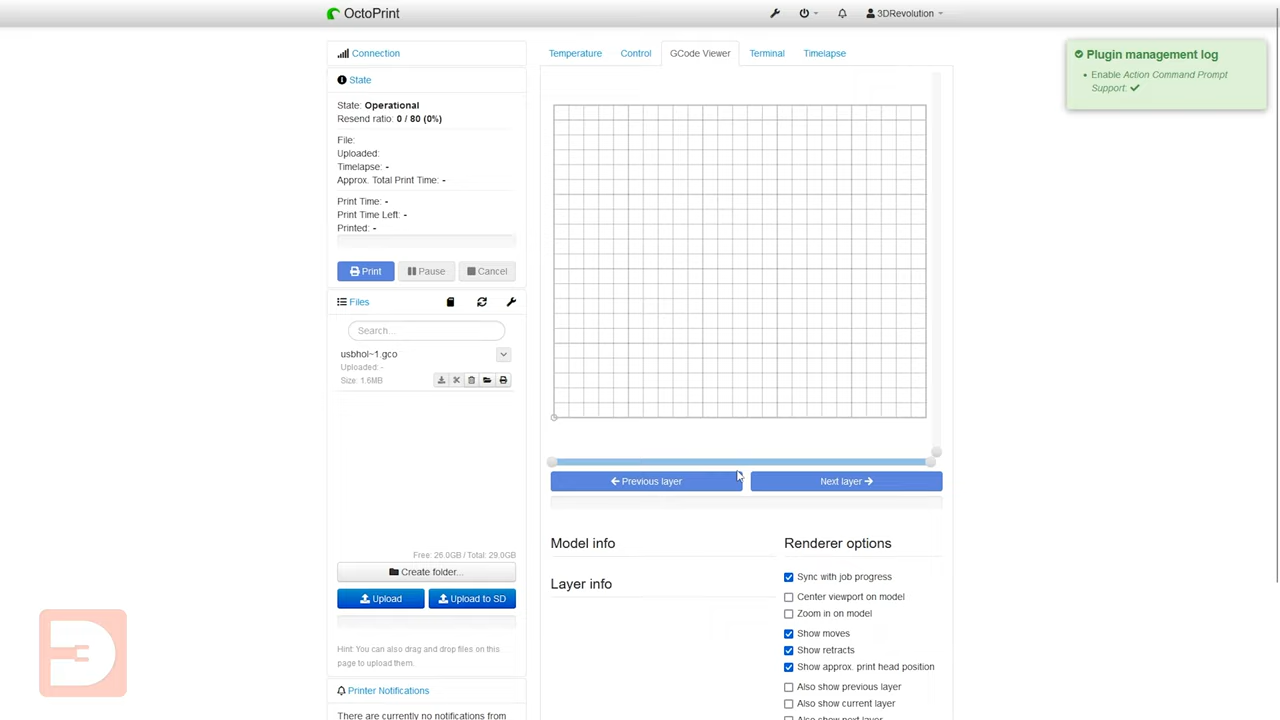 OctoPrint
3DRevolution
Connection
State
State: Operational
Resend ratio: 0 / 80 (0%)
File:
Uploaded:
Timelapse: -
Approx. Total Print Time: -
Print Time: -
Print Time Left: -
Printed: -
Print
Pause
Cancel
Files
Search...
usbhol~1.gco
Uploaded: -
Size: 1.6MB
Free: 26.0GB / Total: 29.0GB
Create folder...
Upload
Upload to SD
Hint: You can also drag and drop files on this
page to upload them.
Printer Notifications
There are currently no notifications from
Temperature
Control
GCode Viewer
Terminal
Timelapse
Previous layer
Next layer
Model info
Layer info
Renderer options
Sync with job progress
Center viewport on model
Zoom in on model
Show moves
Show retracts
Show approx. print head position
Also show previous layer
Also show current layer
Also show next layer
Plugin management log
Enable Action Command Prompt
Support: